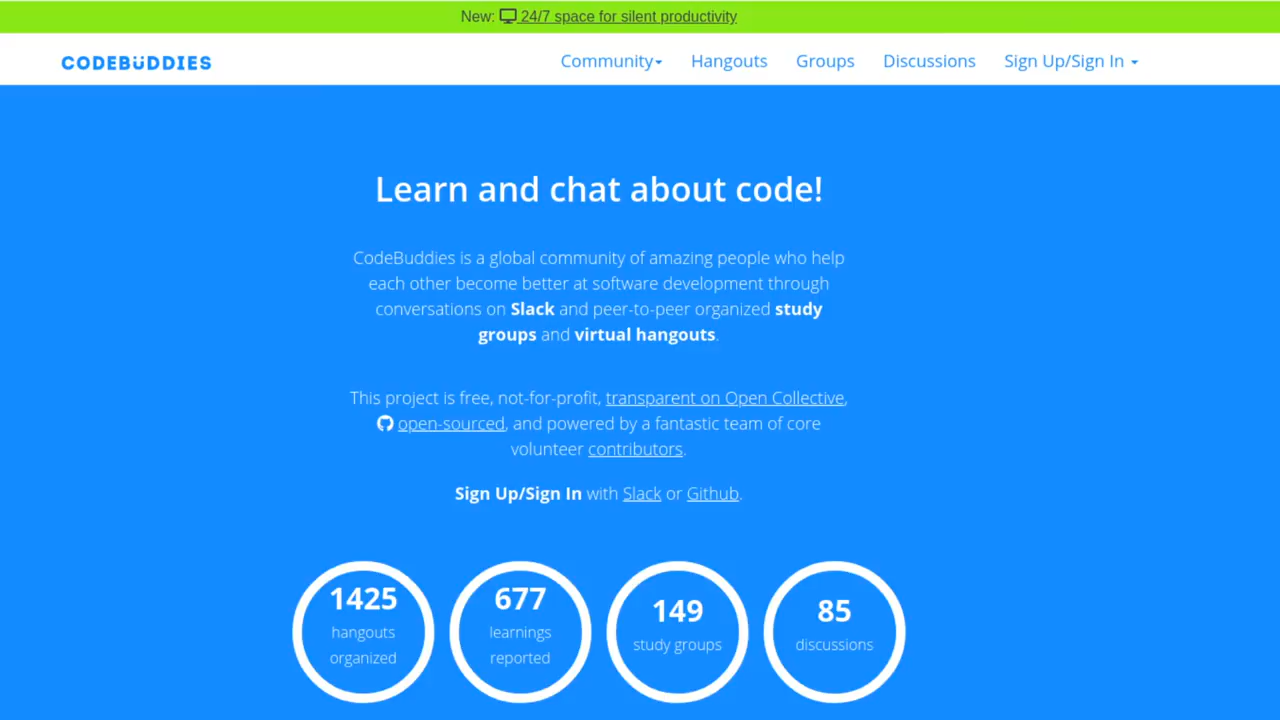 New: 24/7 space for silent productivity
CODEBUDDIES
Community Hangouts Groups Discussions Sign Up/Sign In
Learn and chat about code!
CodeBuddies is a global community of amazing people who help
each other become better at software development through
conversations on Slack and peer-to-peer organized study
groups and virtual hangouts.
This project is free, not-for-profit, transparent on Open Collective,
open-sourced, and powered by a fantastic team of core
volunteer contributors.
Sign Up/Sign In with Slack or Github.
1425
hangouts
organized
677
learnings
reported
149
study groups
85
discussions